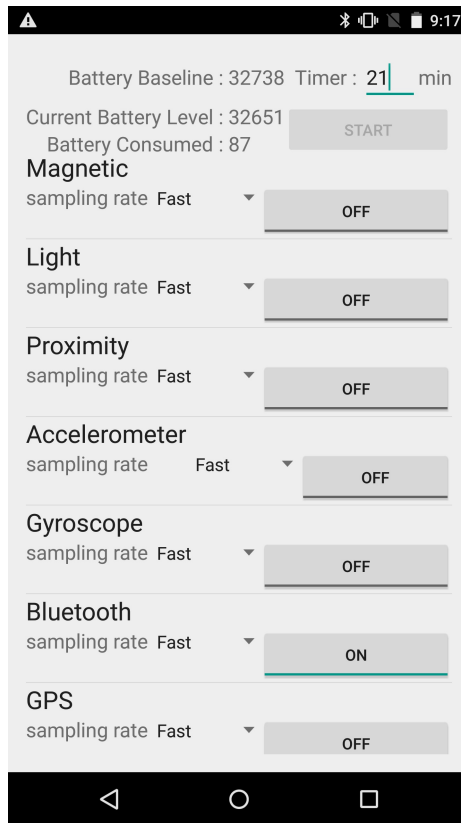 9:17
Battery Baseline : 32738 Timer : 21 min
Current Battery Level : 32651 START
Battery Consumed : 87
Magnetic
sampling rate Fast OFF
Light
sampling rate Fast OFF
Proximity
sampling rate Fast OFF
Accelerometer
sampling rate Fast OFF
Gyroscope
sampling rate Fast OFF
Bluetooth
sampling rate Fast ON
GPS
sampling rate Fast OFF